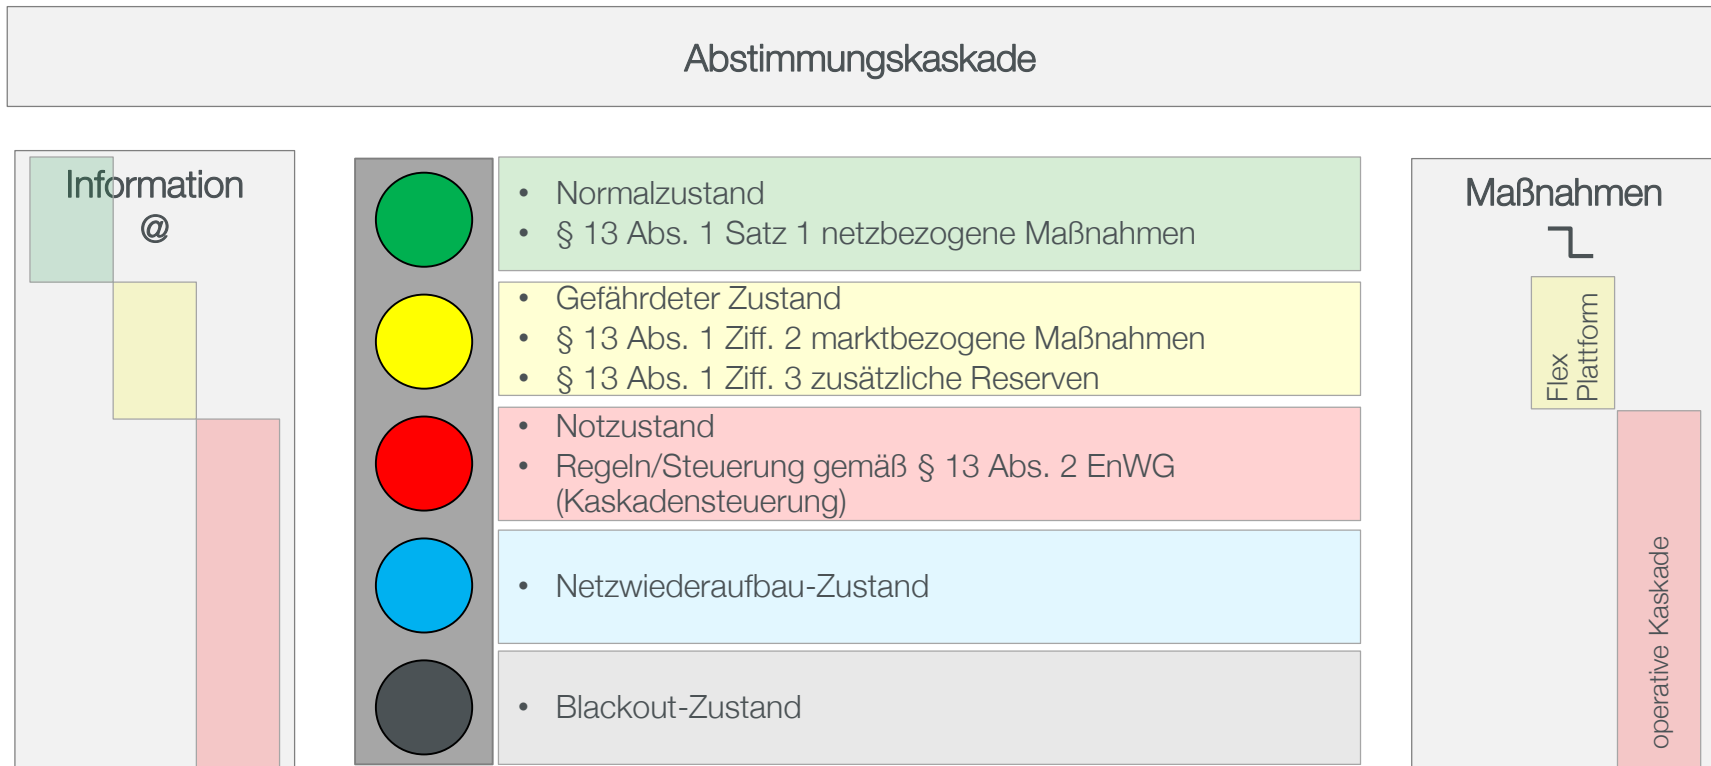 Abstimmungskaskade
Information
@
• Normalzustand
• § 13 Abs. 1 Satz 1 netzbezogene Maßnahmen
• Gefährdeter Zustand
• § 13 Abs. 1 Ziff. 2 marktbezogene Maßnahmen
• § 13 Abs. 1 Ziff. 3 zusätzliche Reserven
• Notzustand
• Regeln/Steuerung gemäß § 13 Abs. 2 EnWG
(Kaskadensteuerung)
• Netzwiederaufbau-Zustand
• Blackout-Zustand
Maßnahmen
Flex
Plattform
operative Kaskade